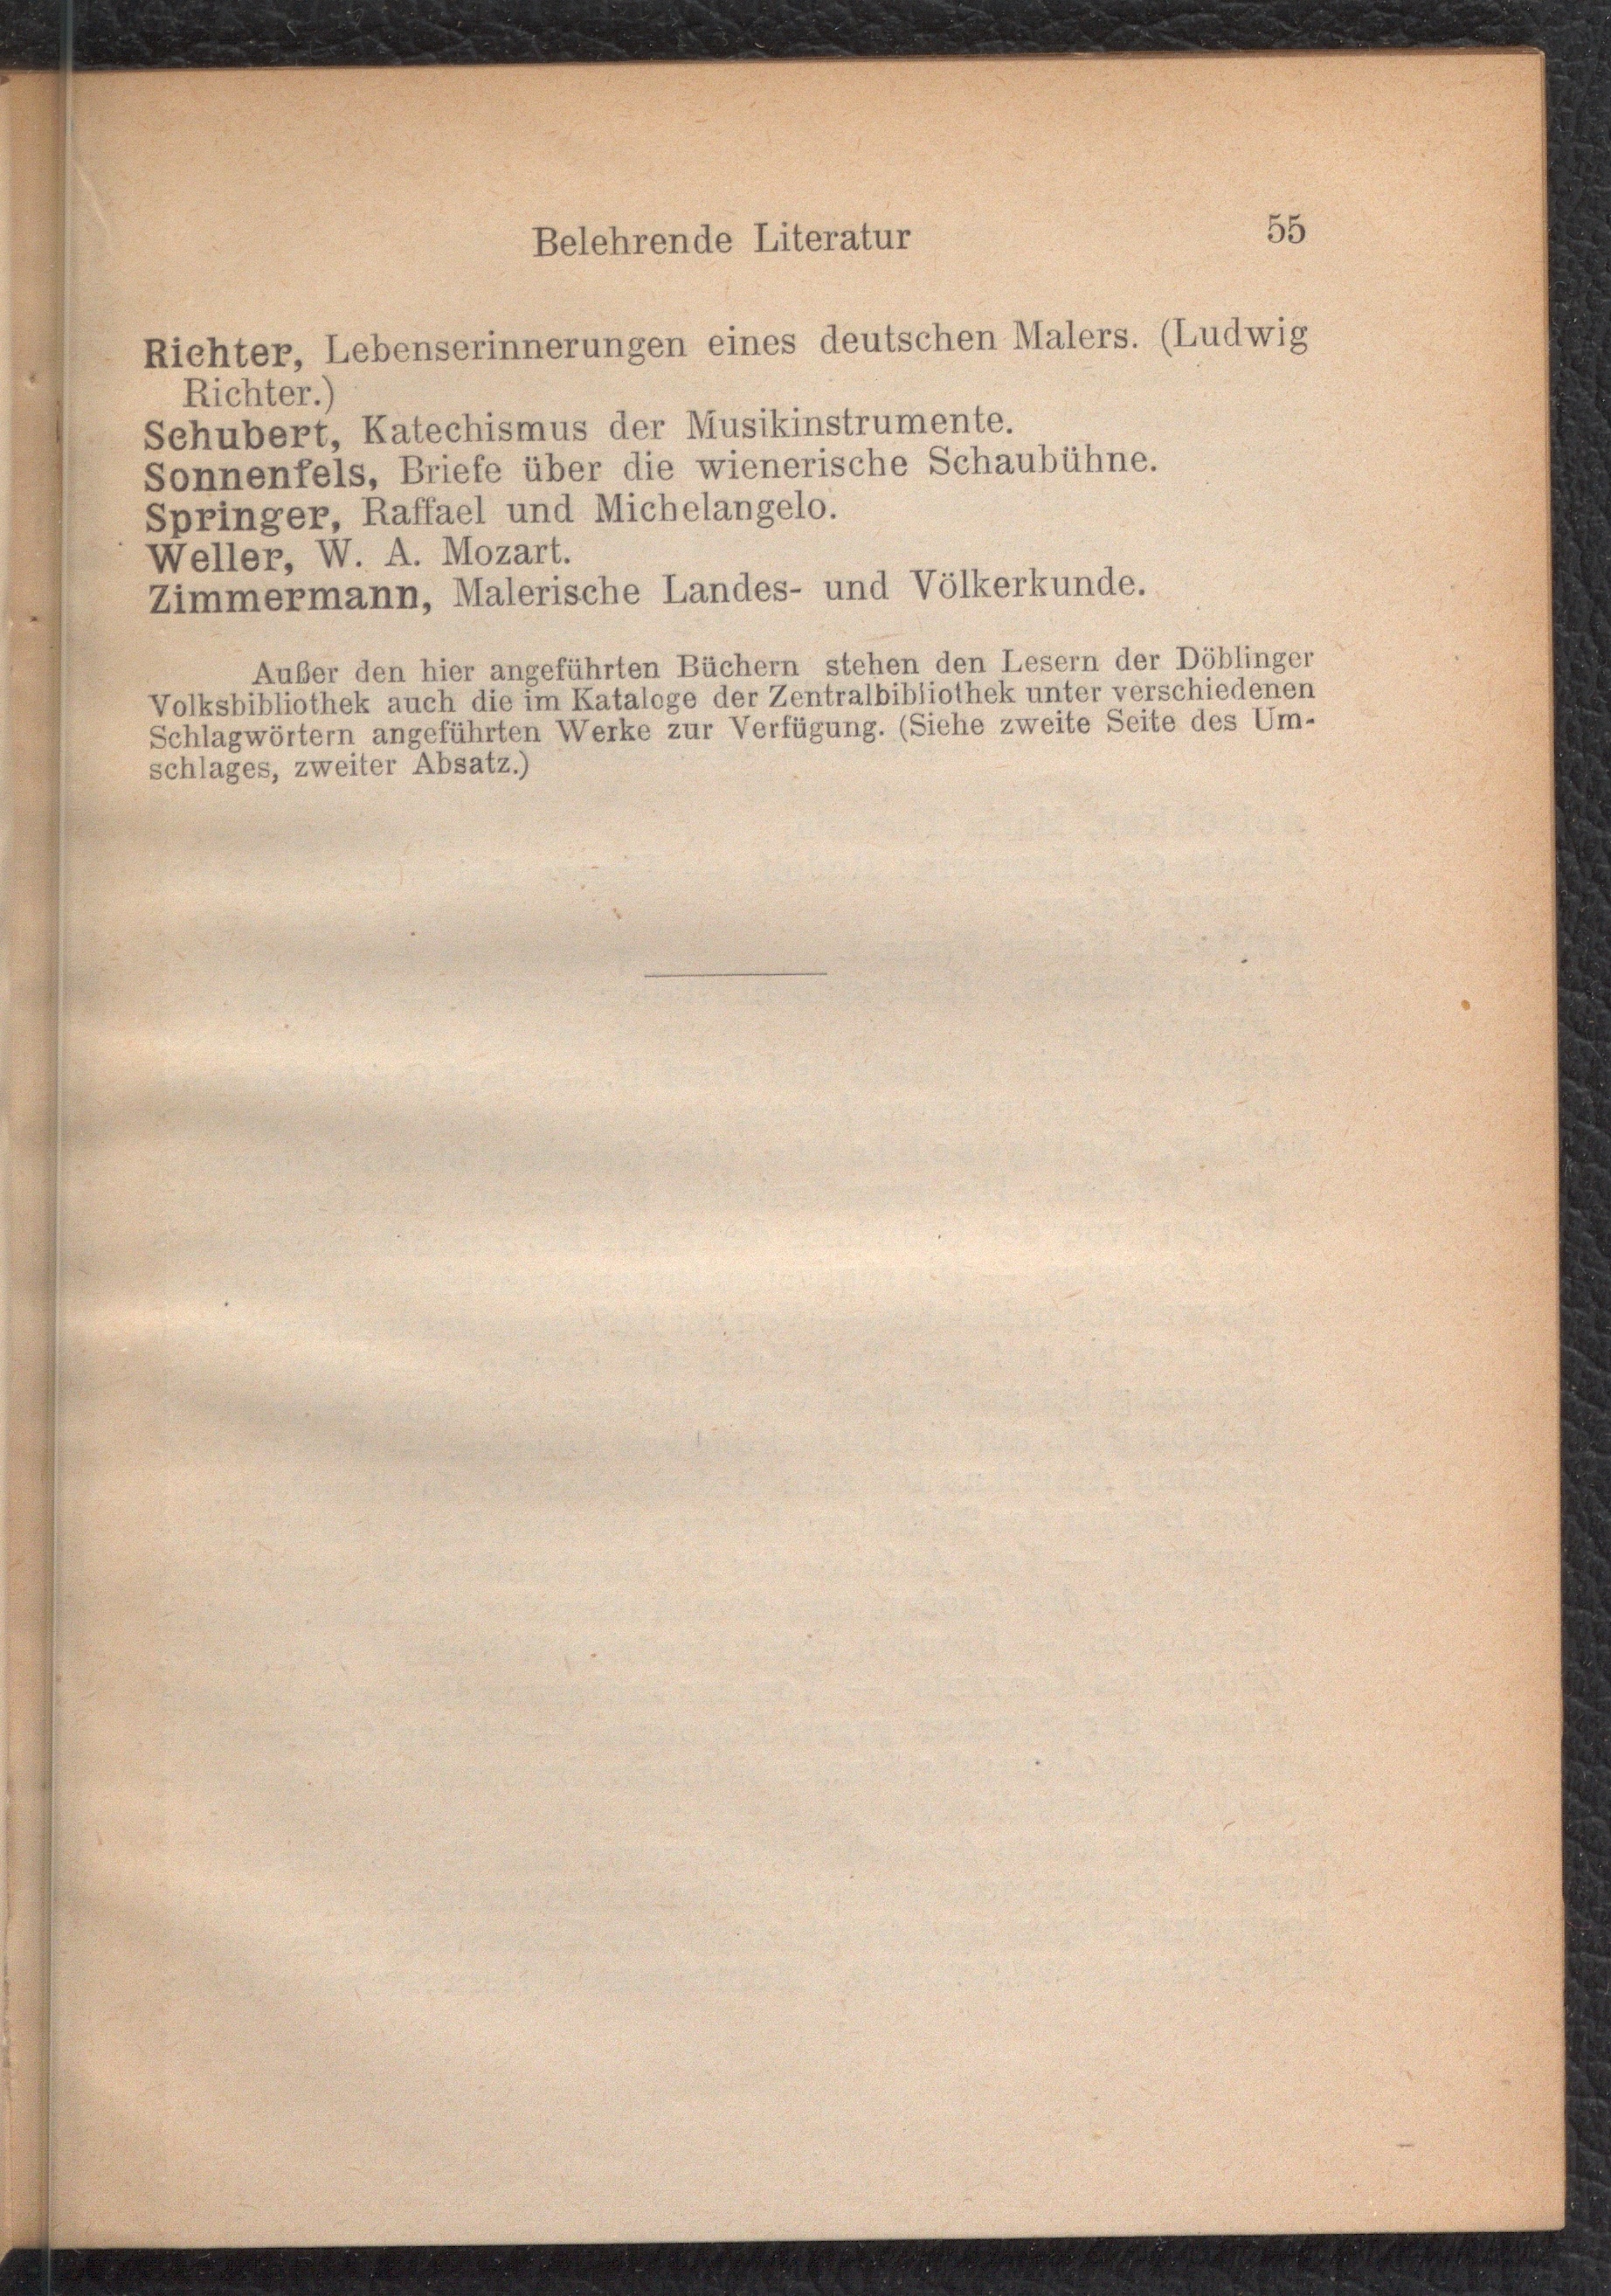 Belehrende Literatur 55
Richter, Lebenserinnerungen eines deutschen Malers. (Ludwig
Richter.)
Schubert, Katechismus der Musikinstrumente.
Sonnenfels, Briefe über die wienerische Schaubühne.
Springer, Raffael und Michelangelo.
Weller, W. A. Mozart.
Zimmermann, Malerische Landes- und Völkerkunde.
Außer den hier angeführten Büchern stehen den Lesern der Döblinger
Volksbibliothek auch die im Kataloge der Zentralbibliothek unter verschiedenen
Schlagwörtern angeführten Werke zur Verfügung. (Siehe zweite Seite des Um-
schlages, zweiter Absatz.)